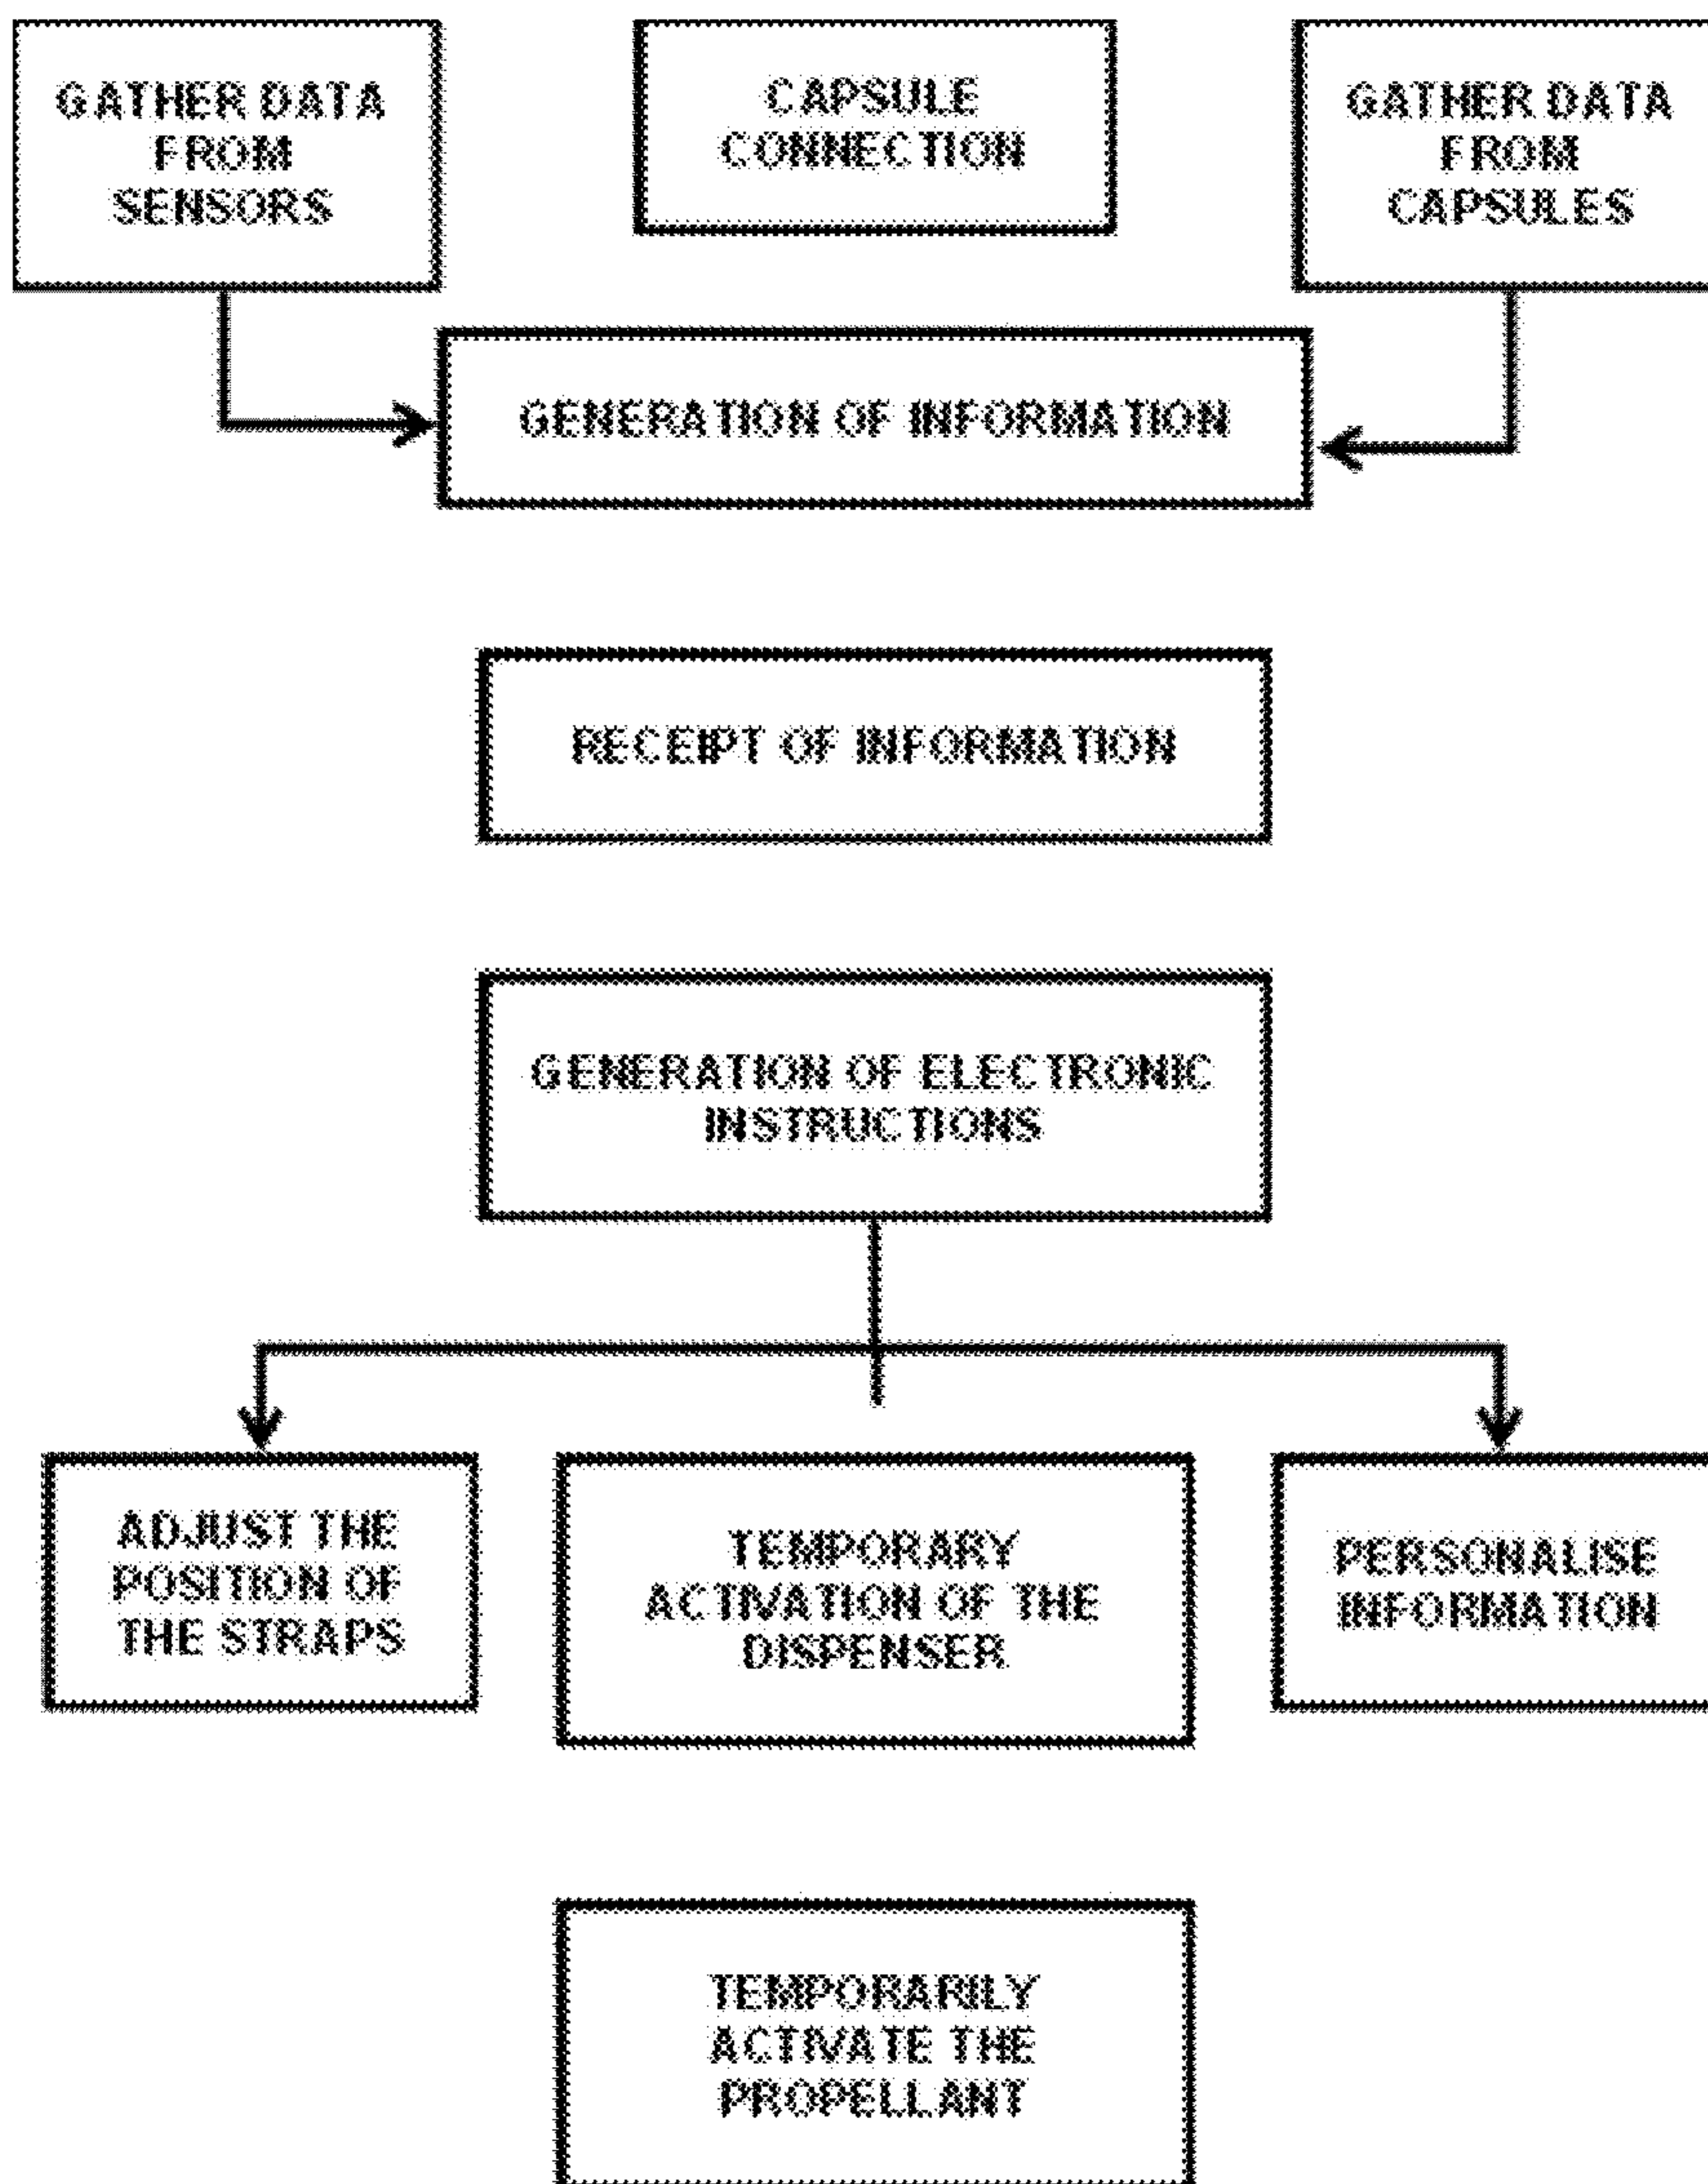 GATHER DATA
FROM
SENSORS
CAPSULE
CONNECTION
GATHER DATA
FROM
CAPSULES
GENERATION OF INFORMATION
RECEIPT OF INFORMATION
GENERATION OF ELECTRONIC
INSTRUCTIONS
ADJUST THE
POSITION OF
THE STRAPS
TEMPORARY
ACTIVATION OF THE
DISPENSER
PERSONALISE
INFORMATION
TEMPORARILY
ACTIVATE THE
PROPELLANT